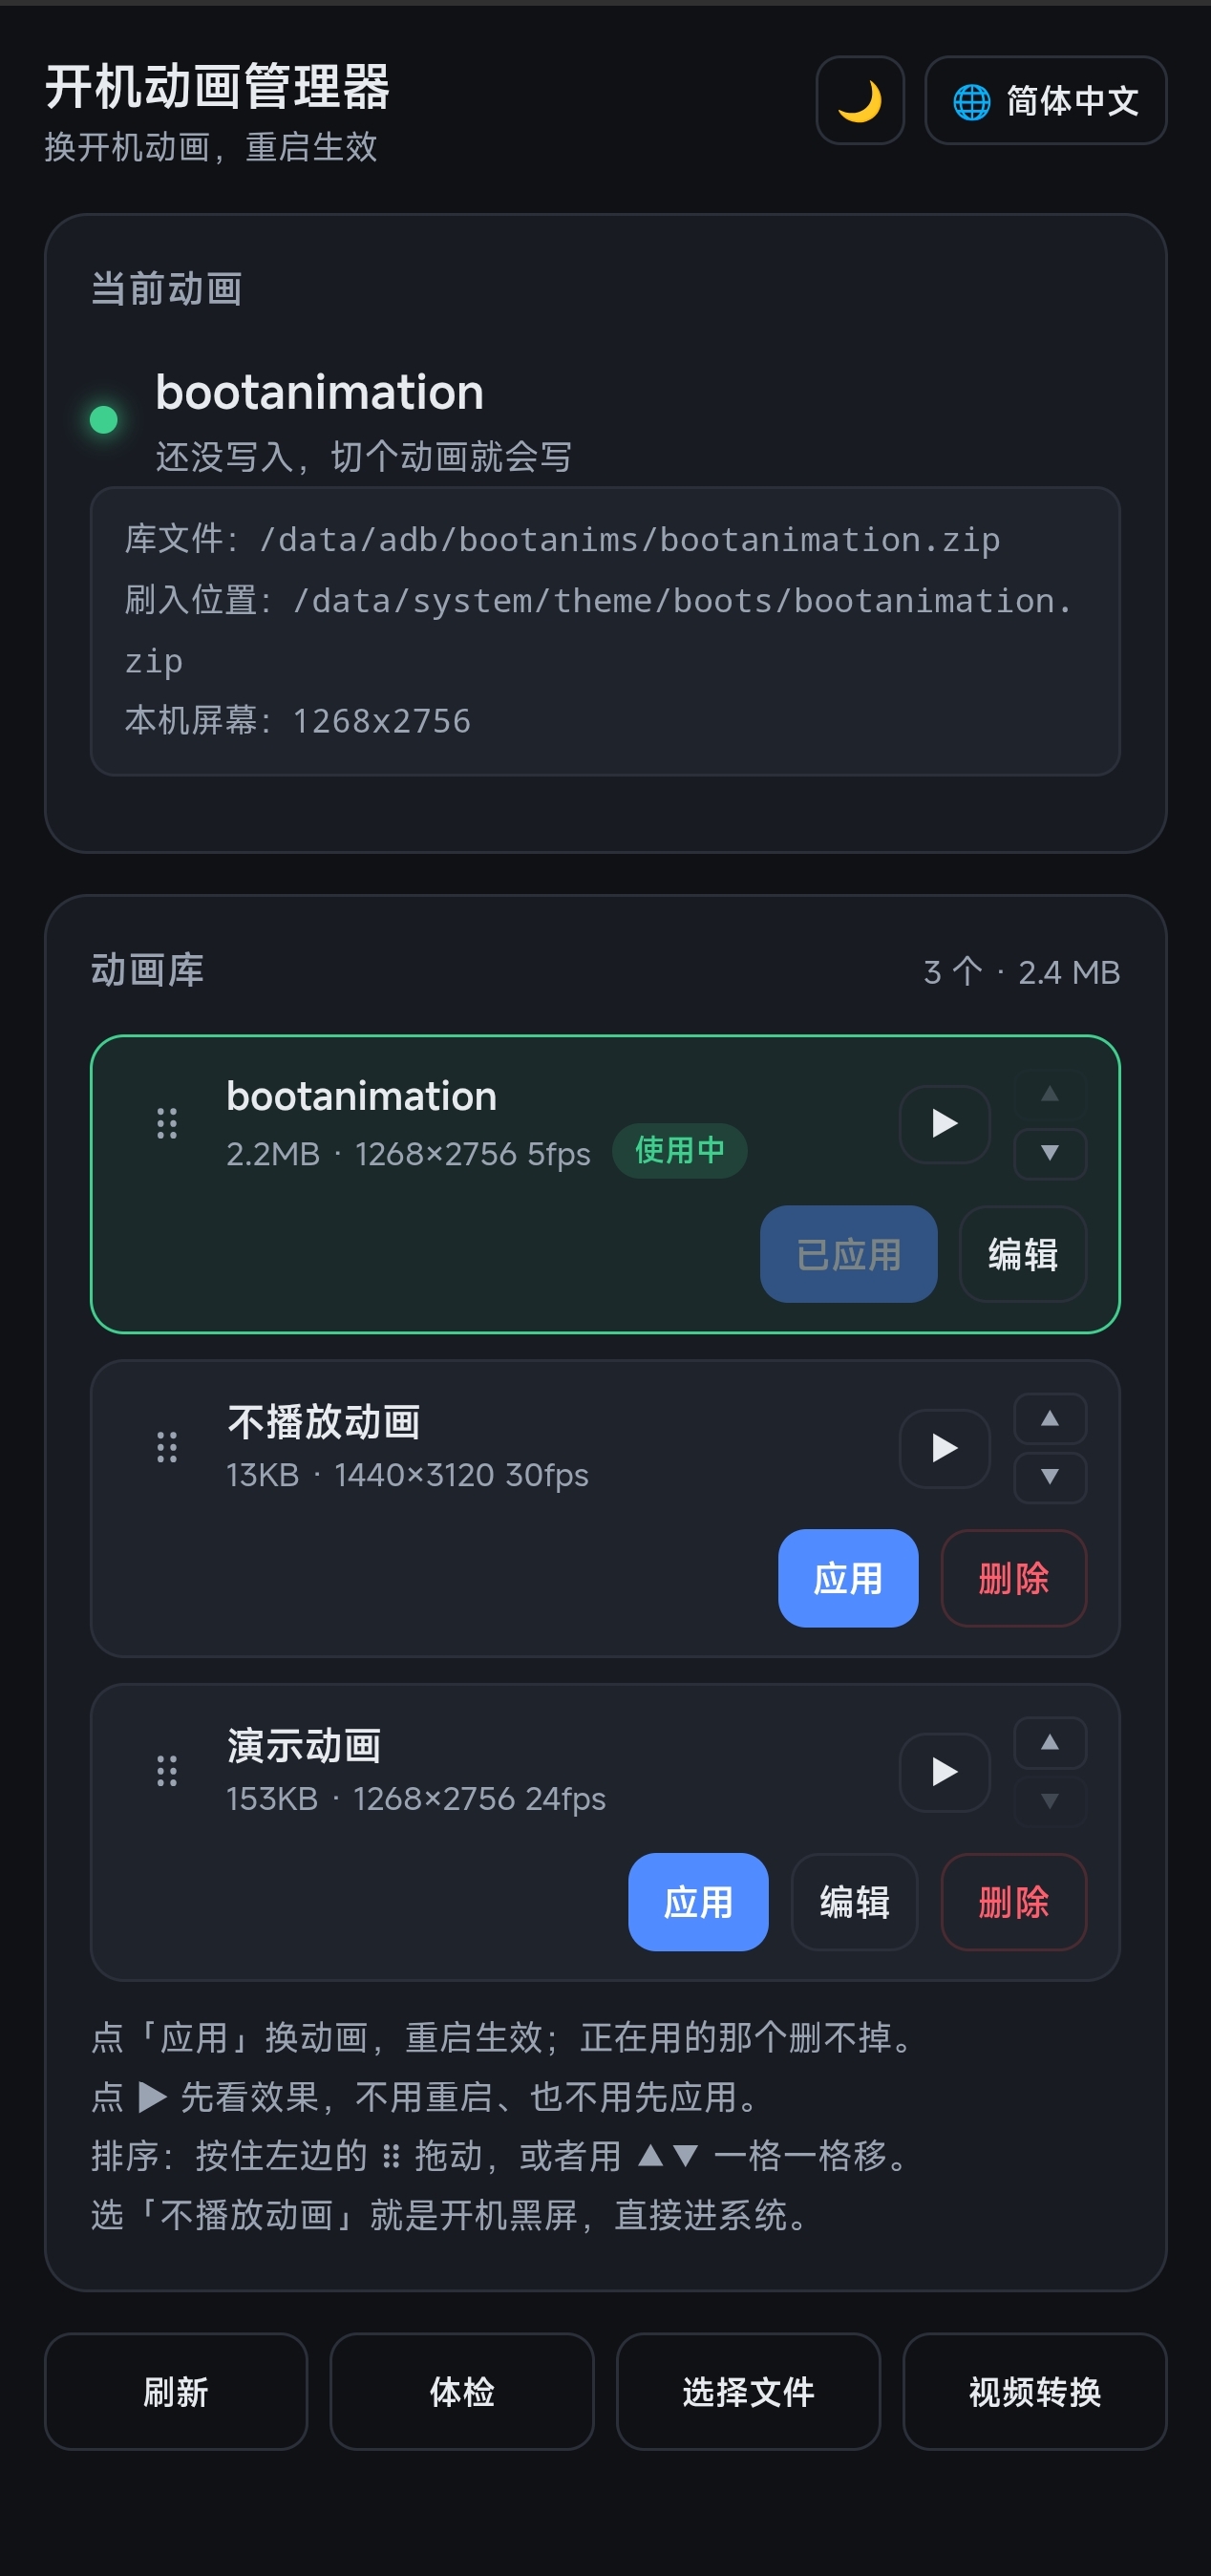 开机动画管理器
换开机动画，重启生效
🌙
🌐 简体中文
当前动画
bootanimation
还没写入，切个动画就会写
库文件：/data/adb/bootanims/bootanimation.zip
刷入位置：/data/system/theme/boots/bootanimation.
zip
本机屏幕：1268x2756
动画库
3 个 · 2.4 MB
bootanimation
2.2MB · 1268×2756 5fps 使用中
▶
▲
▼
已应用
编辑
不播放动画
13KB · 1440×3120 30fps
▶
▲
▼
应用
删除
演示动画
153KB · 1268×2756 24fps
▶
▲
▼
应用
编辑
删除
点「应用」换动画，重启生效；正在用的那个删不掉。
点 ▶ 先看效果，不用重启、也不用先应用。
排序：按住左边的 ⠿ 拖动，或者用 ▲▼ 一格一格移。
选「不播放动画」就是开机黑屏，直接进系统。
刷新
体检
选择文件
视频转换